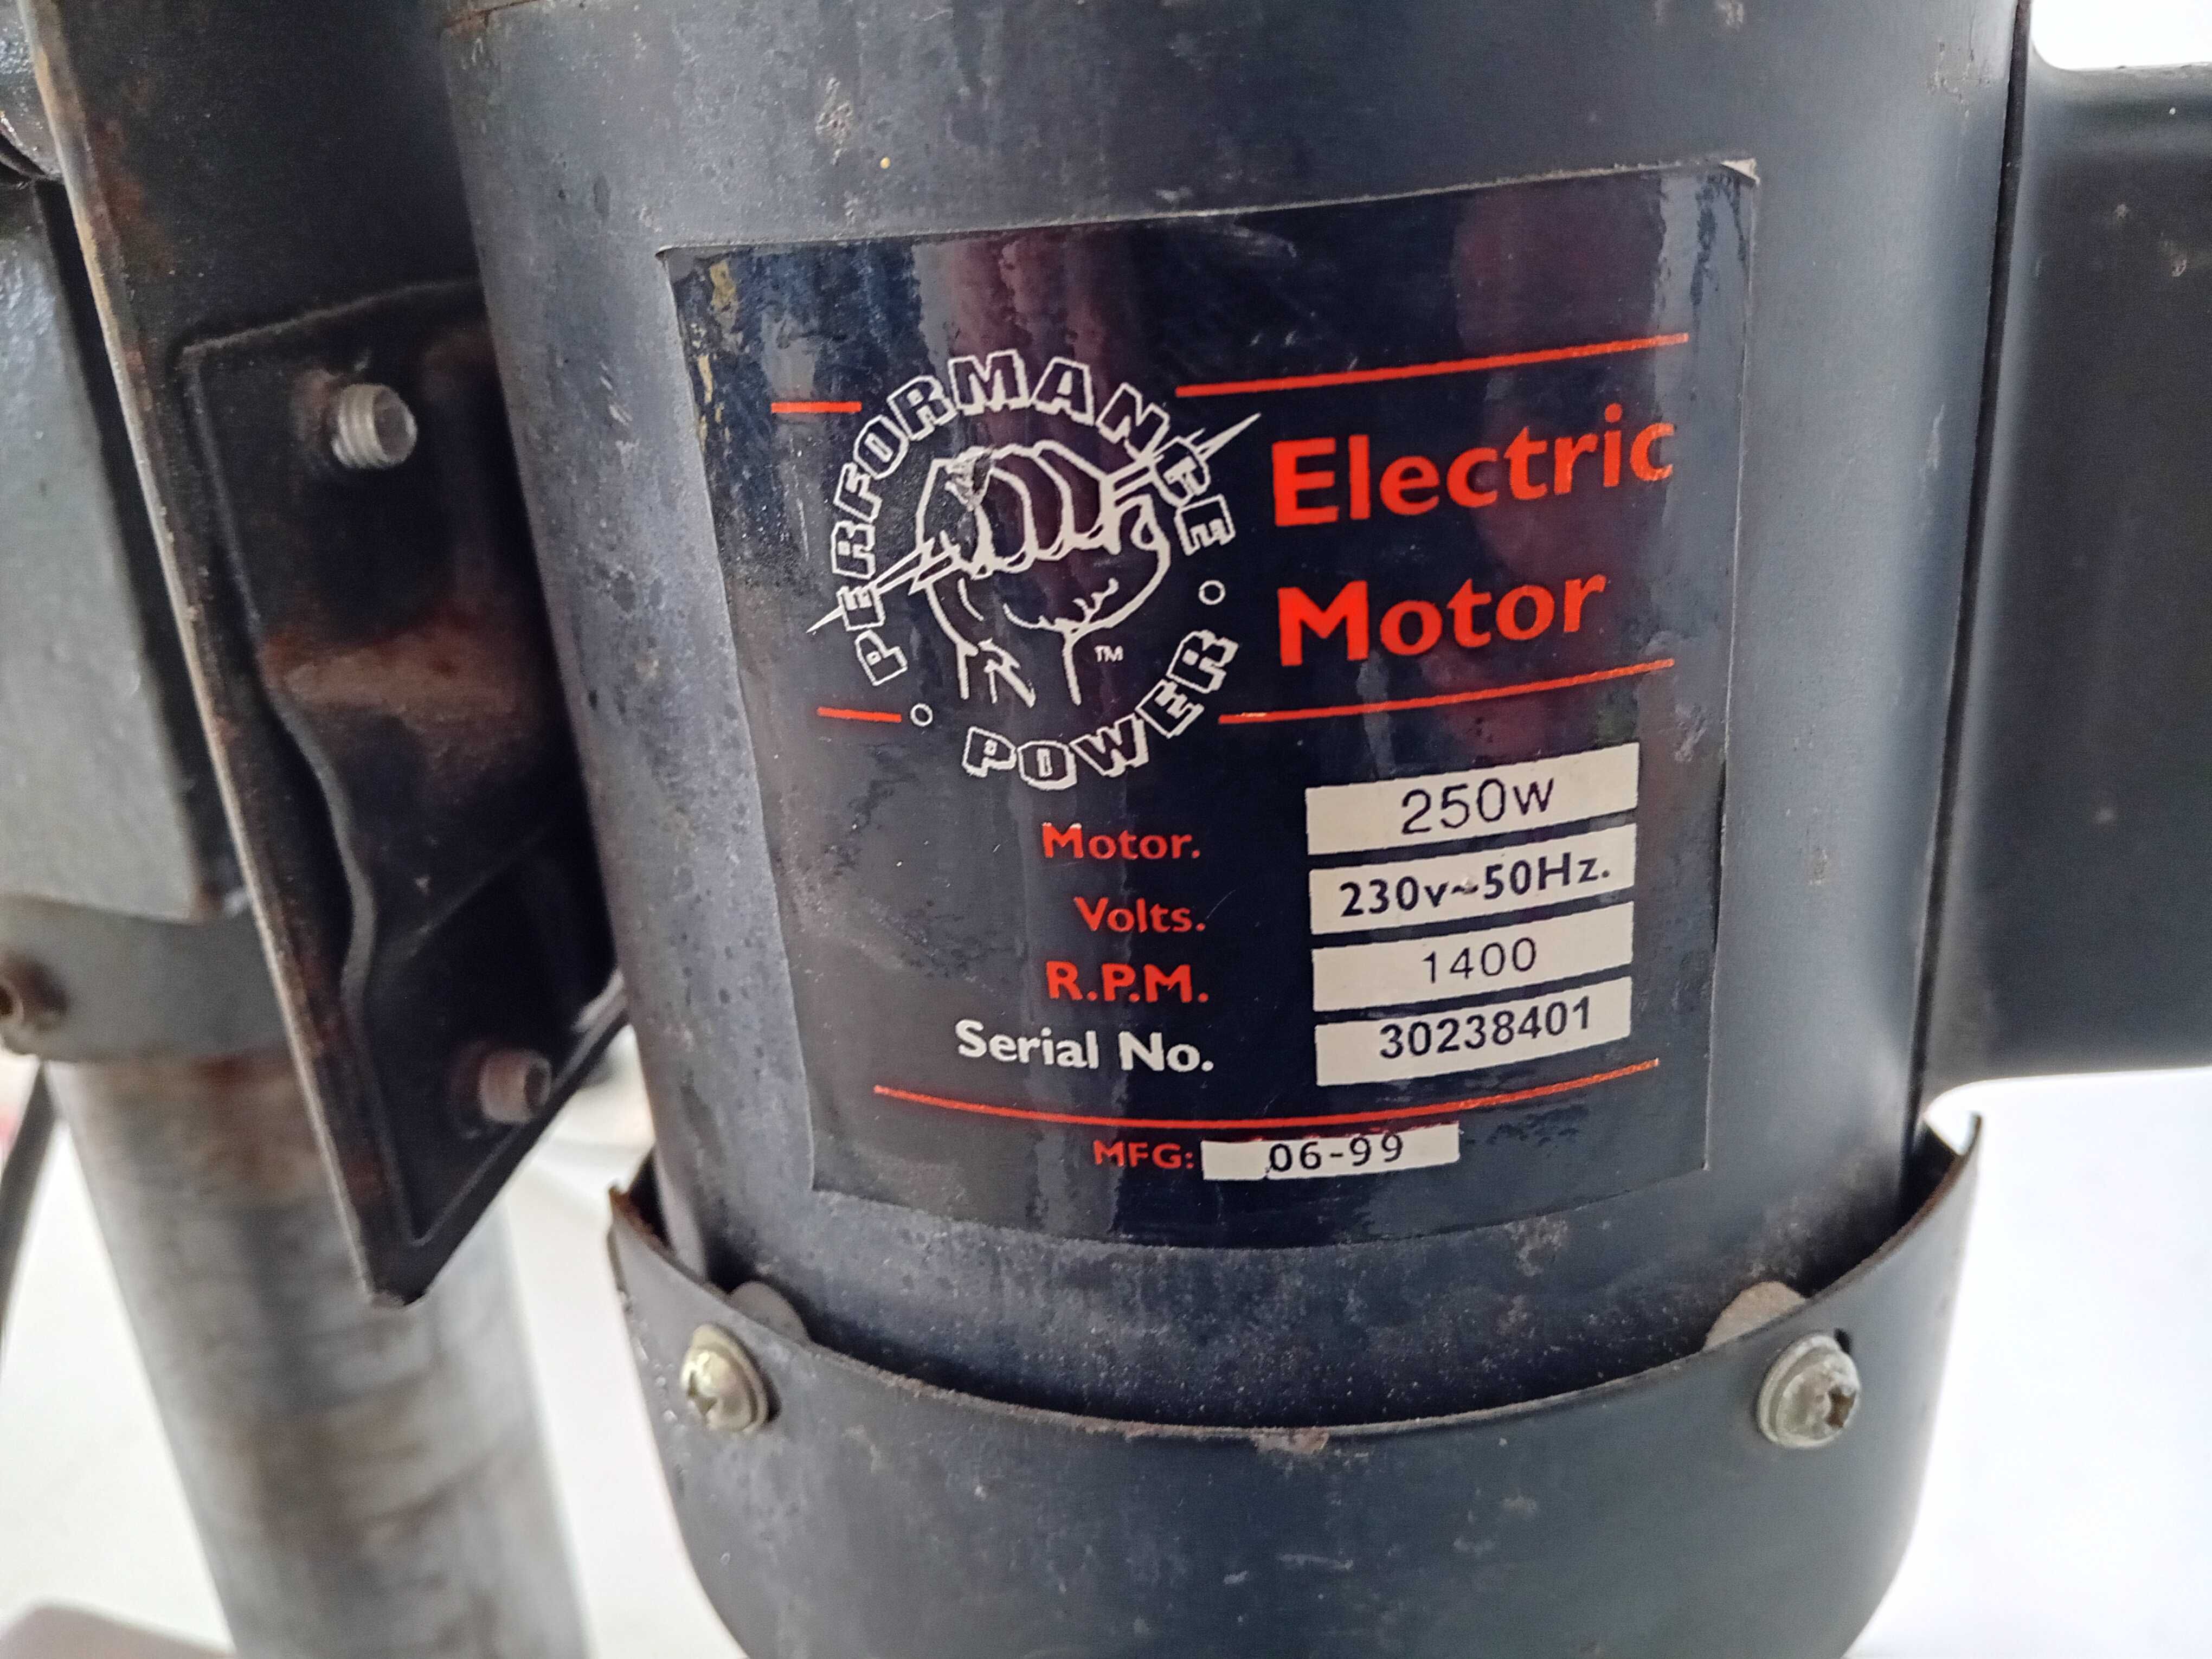 PERFORMANCE
POWER
TM
Electric
Motor
Motor. 250w
Volts. 230v~50Hz.
R.P.M. 1400
Serial No. 30238401
MFG: 06-99